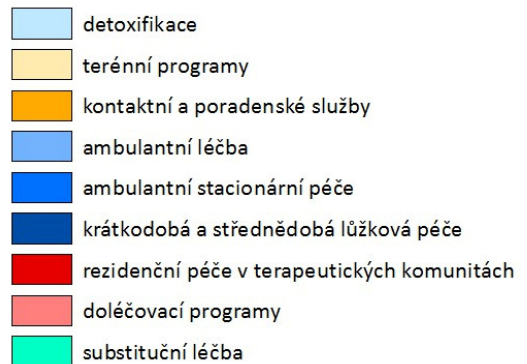 detoxifikace
terénní programy
kontaktní a poradenské služby
ambulantní léčba
ambulantní stacionární péče
krátkodobá a střednědobá lůžková péče
rezidenční péče v terapeutických komunitách
doléčovací programy
substituční léčba